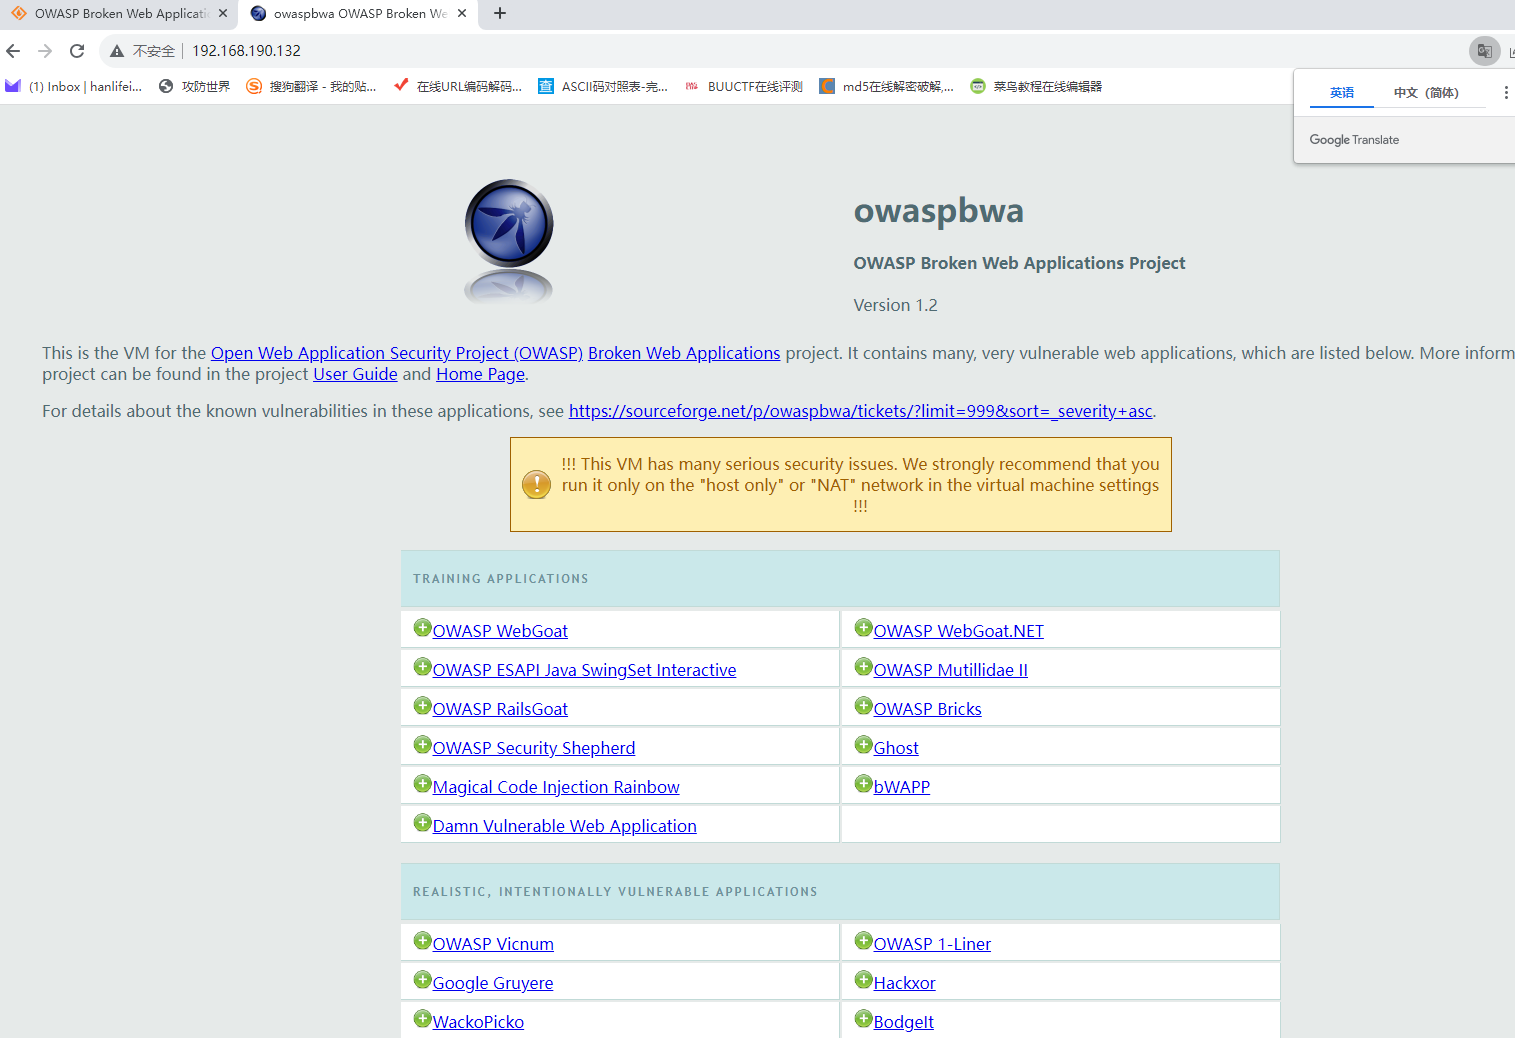 OWASP Broken Web Applicati
owaspbwa OWASP Broken We
不安全 192.168.190.132
(1) Inbox | hanlifei... 攻防世界 搜狗翻译 - 我的贴... 在线URL编码解码... ASCII码对照表-完... BUUCTF在线评测 md5在线解密破解,... 菜鸟教程在线编辑器
英语 中文（简体）
Google Translate
owaspbwa
OWASP Broken Web Applications Project
Version 1.2
This is the VM for the Open Web Application Security Project (OWASP) Broken Web Applications project. It contains many, very vulnerable web applications, which are listed below. More inform
project can be found in the project User Guide and Home Page.
For details about the known vulnerabilities in these applications, see https://sourceforge.net/p/owaspbwa/tickets/?limit=999&sort=_severity+asc.
!!! This VM has many serious security issues. We strongly recommend that you
run it only on the "host only" or "NAT" network in the virtual machine settings
!!!
TRAINING APPLICATIONS
OWASP WebGoat OWASP WebGoat.NET
OWASP ESAPI Java SwingSet Interactive OWASP Mutillidae II
OWASP RailsGoat OWASP Bricks
OWASP Security Shepherd Ghost
Magical Code Injection Rainbow bWAPP
Damn Vulnerable Web Application
REALISTIC, INTENTIONALLY VULNERABLE APPLICATIONS
OWASP Vicnum OWASP 1-Liner
Google Gruyere Hackxor
WackoPicko BodgeIt